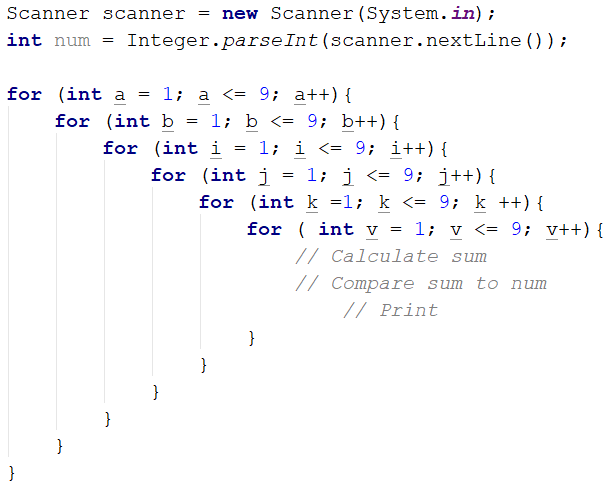 Scanner scanner = new Scanner(System.in);
int num = Integer.parseInt(scanner.nextLine());

for (int a = 1; a <= 9; a++){
    for (int b = 1; b <= 9; b++){
        for (int i = 1; i <= 9; i++){
            for (int j = 1; j <= 9; j++){
                for (int k =1; k <= 9; k ++){
                    for ( int v = 1; v <= 9; v++){
                        // Calculate sum
                        // Compare sum to num
                            // Print
                    }
                }
            }
        }
    }
}